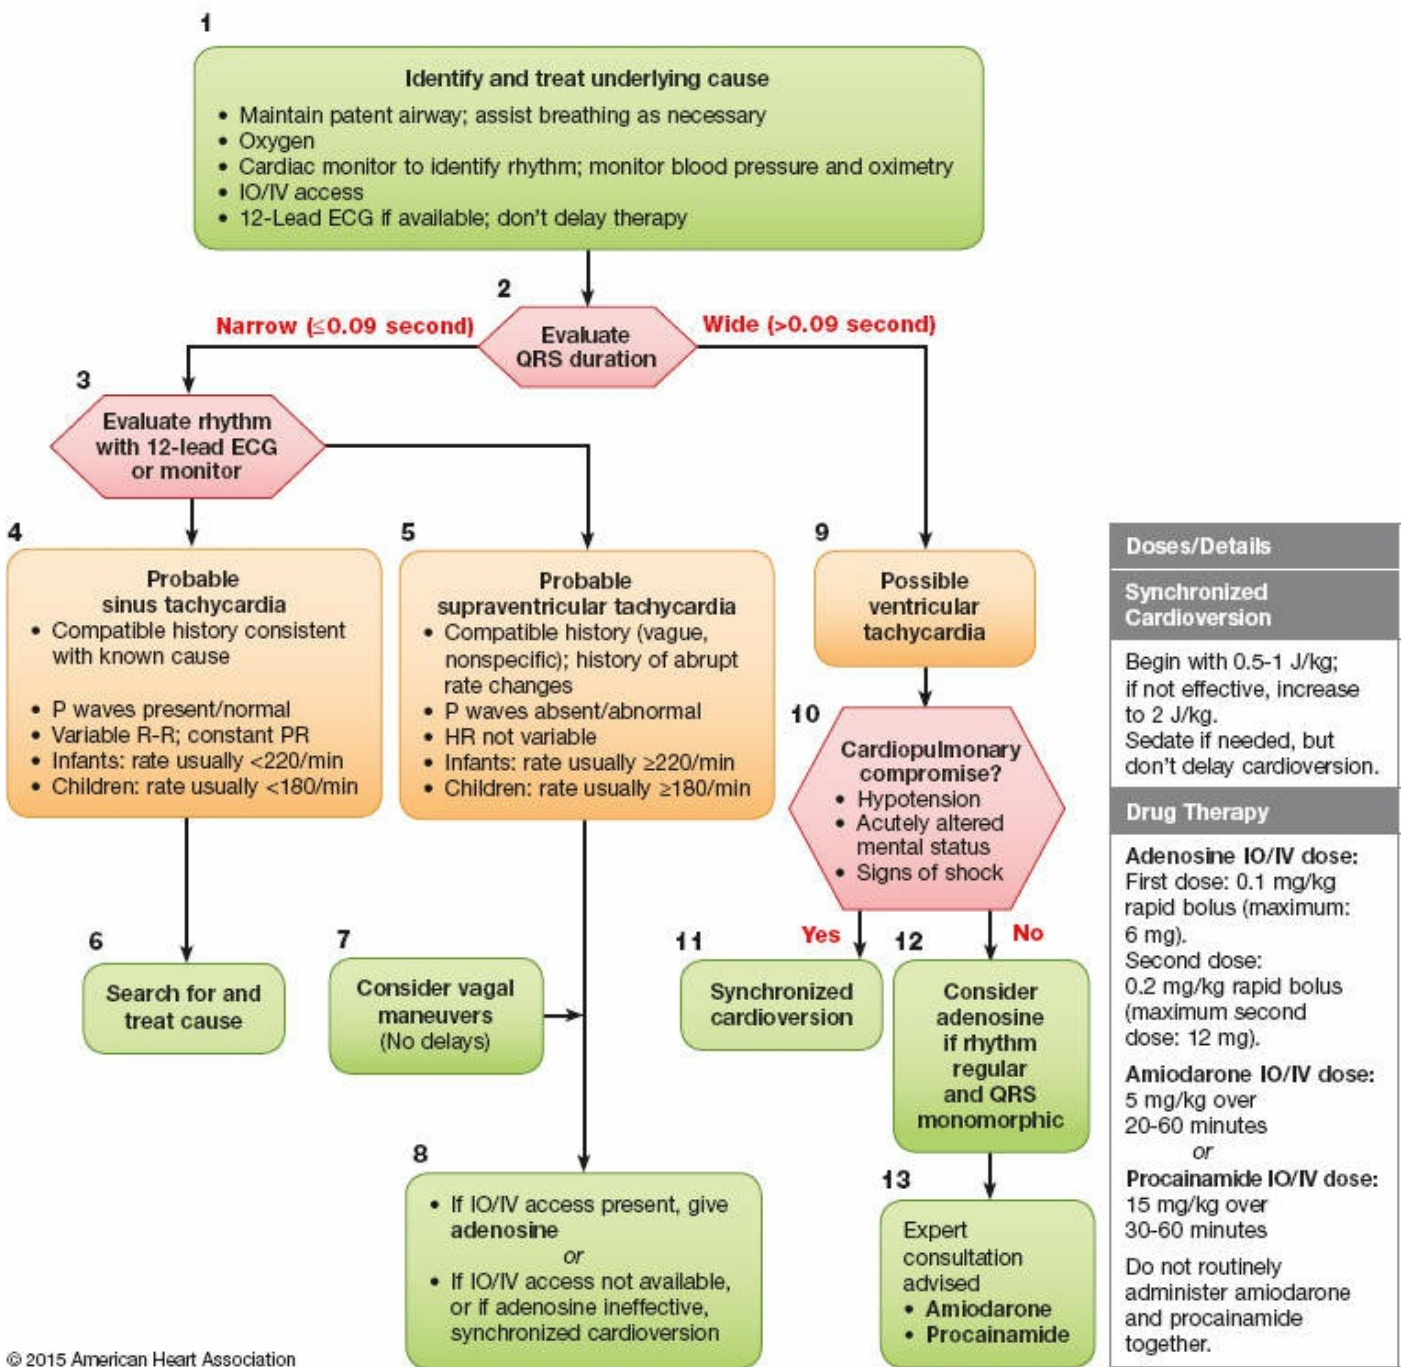 1
Identify and treat underlying cause
• Maintain patent airway; assist breathing as necessary
• Oxygen
• Cardiac monitor to identify rhythm; monitor blood pressure and oximetry
• IO/IV access
• 12-Lead ECG if available; don't delay therapy
2
Narrow (≤0.09 second)
Evaluate
QRS duration
Wide (>0.09 second)
3
Evaluate rhythm
with 12-lead ECG
or monitor
4
Probable
sinus tachycardia
• Compatible history consistent
with known cause
• P waves present/normal
• Variable R-R; constant PR
• Infants: rate usually <220/min
• Children: rate usually <180/min
5
Probable
supraventricular tachycardia
• Compatible history (vague,
nonspecific); history of abrupt
rate changes
• P waves absent/abnormal
• HR not variable
• Infants: rate usually ≥220/min
• Children: rate usually ≥180/min
9
Possible
ventricular
tachycardia
10
Cardiopulmonary
compromise?
• Hypotension
• Acutely altered
mental status
• Signs of shock
6
Search for and
treat cause
7
Consider vagal
maneuvers
(No delays)
8
• If IO/IV access present, give
adenosine
or
• If IO/IV access not available,
or if adenosine ineffective,
synchronized cardioversion
Yes
No
11
Synchronized
cardioversion
12
Consider
adenosine
if rhythm
regular
and QRS
monomorphic
13
Expert
consultation
advised
• Amiodarone
• Procainamide
Doses/Details
Synchronized
Cardioversion
Begin with 0.5-1 J/kg;
if not effective, increase
to 2 J/kg.
Sedate if needed, but
don't delay cardioversion.
Drug Therapy
Adenosine IO/IV dose:
First dose: 0.1 mg/kg
rapid bolus (maximum:
6 mg).
Second dose:
0.2 mg/kg rapid bolus
(maximum second
dose: 12 mg).
Amiodarone IO/IV dose:
5 mg/kg over
20-60 minutes
or
Procainamide IO/IV dose:
15 mg/kg over
30-60 minutes
Do not routinely
administer amiodarone
and procainamide
together.
© 2015 American Heart Association